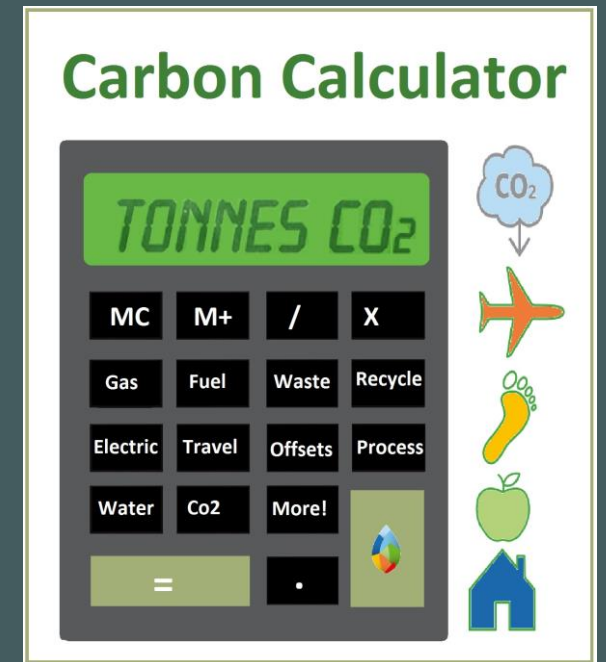 Carbon Calculator
CO₂
TONNES CO₂
MC M+ / X
Gas Fuel Waste Recycle
Electric Travel Offsets Process
Water Co2 More!
= .